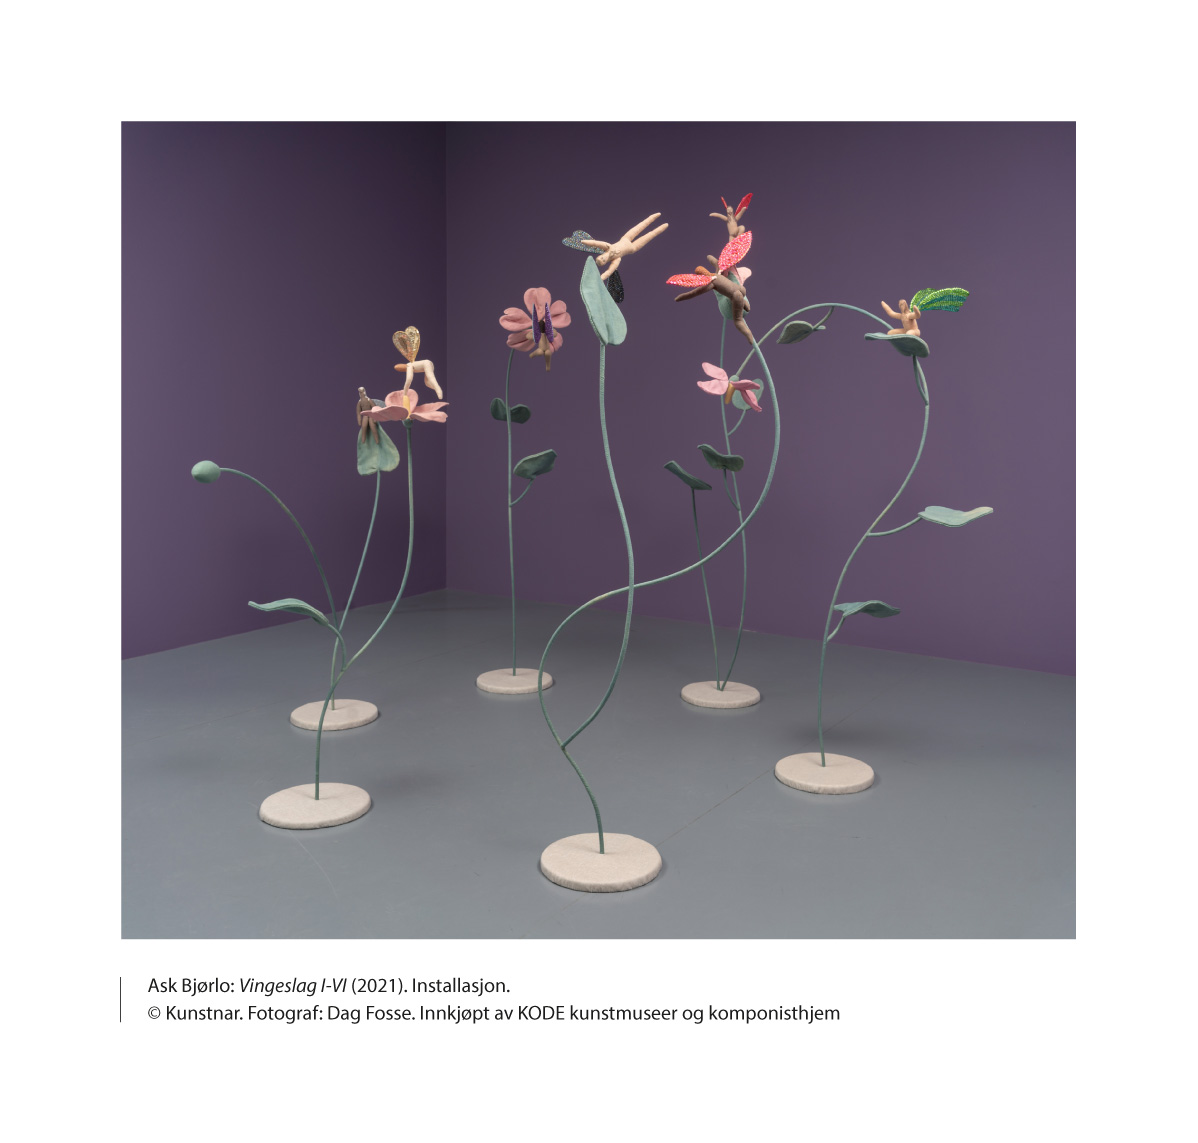 Ask Bjørlo: Vingeslag I-VI (2021). Installasjon.
© Kunstnar. Fotograf: Dag Fosse. Innkjøpt av KODE kunstmuseer og komponisthjem